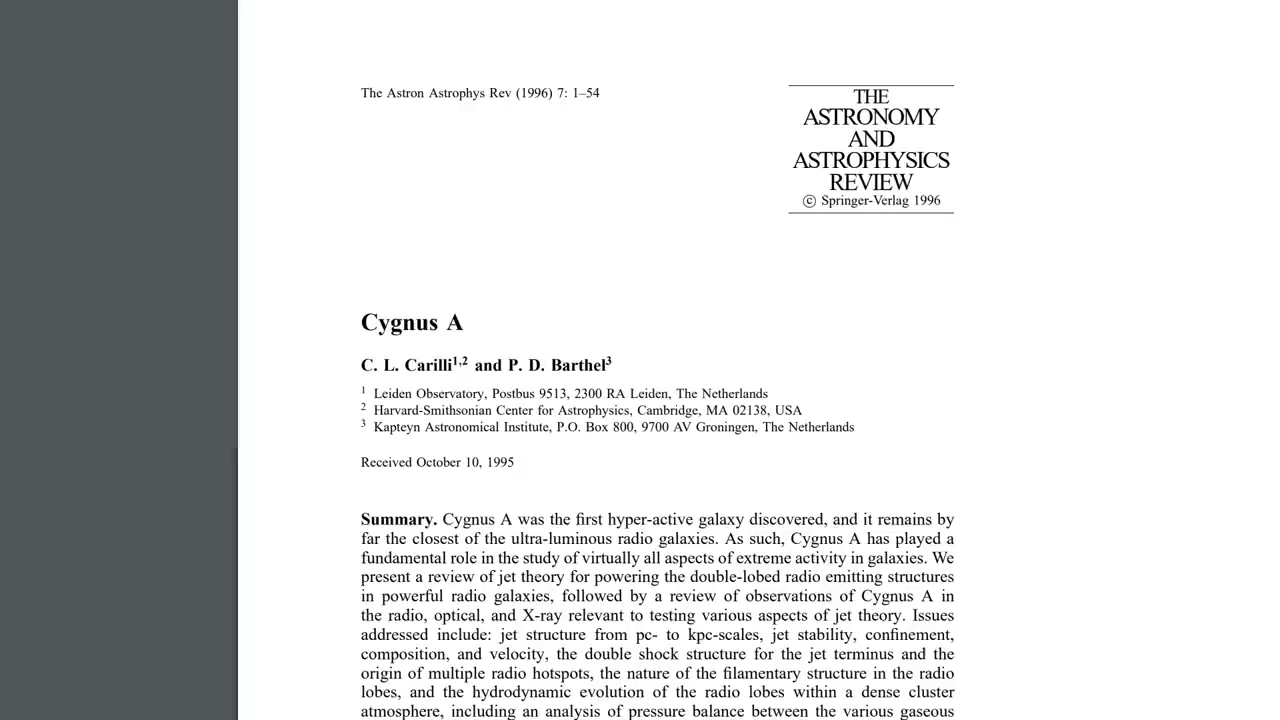 The Astron Astrophys Rev (1996) 7: 1–54
THE
ASTRONOMY
AND
ASTROPHYSICS
REVIEW
© Springer-Verlag 1996
Cygnus A
C. L. Carilli1,2 and P. D. Barthel3
1 Leiden Observatory, Postbus 9513, 2300 RA Leiden, The Netherlands
2 Harvard-Smithsonian Center for Astrophysics, Cambridge, MA 02138, USA
3 Kapteyn Astronomical Institute, P.O. Box 800, 9700 AV Groningen, The Netherlands
Received October 10, 1995
Summary. Cygnus A was the first hyper-active galaxy discovered, and it remains by
far the closest of the ultra-luminous radio galaxies. As such, Cygnus A has played a
fundamental role in the study of virtually all aspects of extreme activity in galaxies. We
present a review of jet theory for powering the double-lobed radio emitting structures
in powerful radio galaxies, followed by a review of observations of Cygnus A in
the radio, optical, and X-ray relevant to testing various aspects of jet theory. Issues
addressed include: jet structure from pc- to kpc-scales, jet stability, confinement,
composition, and velocity, the double shock structure for the jet terminus and the
origin of multiple radio hotspots, the nature of the filamentary structure in the radio
lobes, and the hydrodynamic evolution of the radio lobes within a dense cluster
atmosphere, including an analysis of pressure balance between the various gaseous